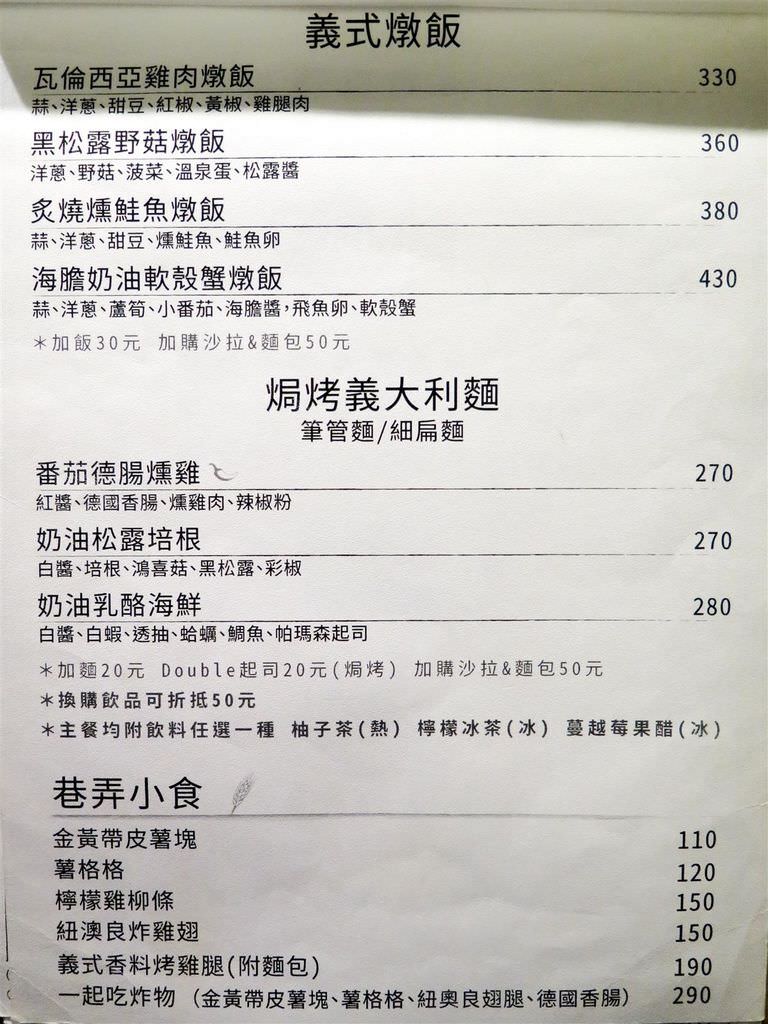 義式燉飯
瓦倫西亞雞肉燉飯 330
蒜、洋蔥、甜豆、紅椒、黃椒、雞腿肉
黑松露野菇燉飯 360
洋蔥、野菇、菠菜、溫泉蛋、松露醬
炙燒燻鮭魚燉飯 380
蒜、洋蔥、甜豆、燻鮭魚、鮭魚卵
海膽奶油軟殼蟹燉飯 430
蒜、洋蔥、蘆筍、小番茄、海膽醬,飛魚卵、軟殼蟹
＊加飯30元 加購沙拉&麵包50元
焗烤義大利麵
筆管麵/細扁麵
番茄德腸燻雞 270
紅醬、德國香腸、燻雞肉、辣椒粉
奶油松露培根 270
白醬、培根、鴻喜菇、黑松露、彩椒
奶油乳酪海鮮 280
白醬、白蝦、透抽、蛤蠣、鯛魚、帕瑪森起司
＊加麵20元 Double起司20元(焗烤) 加購沙拉&麵包50元
＊換購飲品可折抵50元
＊主餐均附飲料任選一種 柚子茶(熱) 檸檬冰茶(冰) 蔓越莓果醋(冰)
巷弄小食
金黃帶皮薯塊 110
薯格格 120
檸檬雞柳條 150
紐澳良炸雞翅 150
義式香料烤雞腿(附麵包) 190
一起吃炸物 (金黃帶皮薯塊、薯格格、紐奧良翅腿、德國香腸) 290